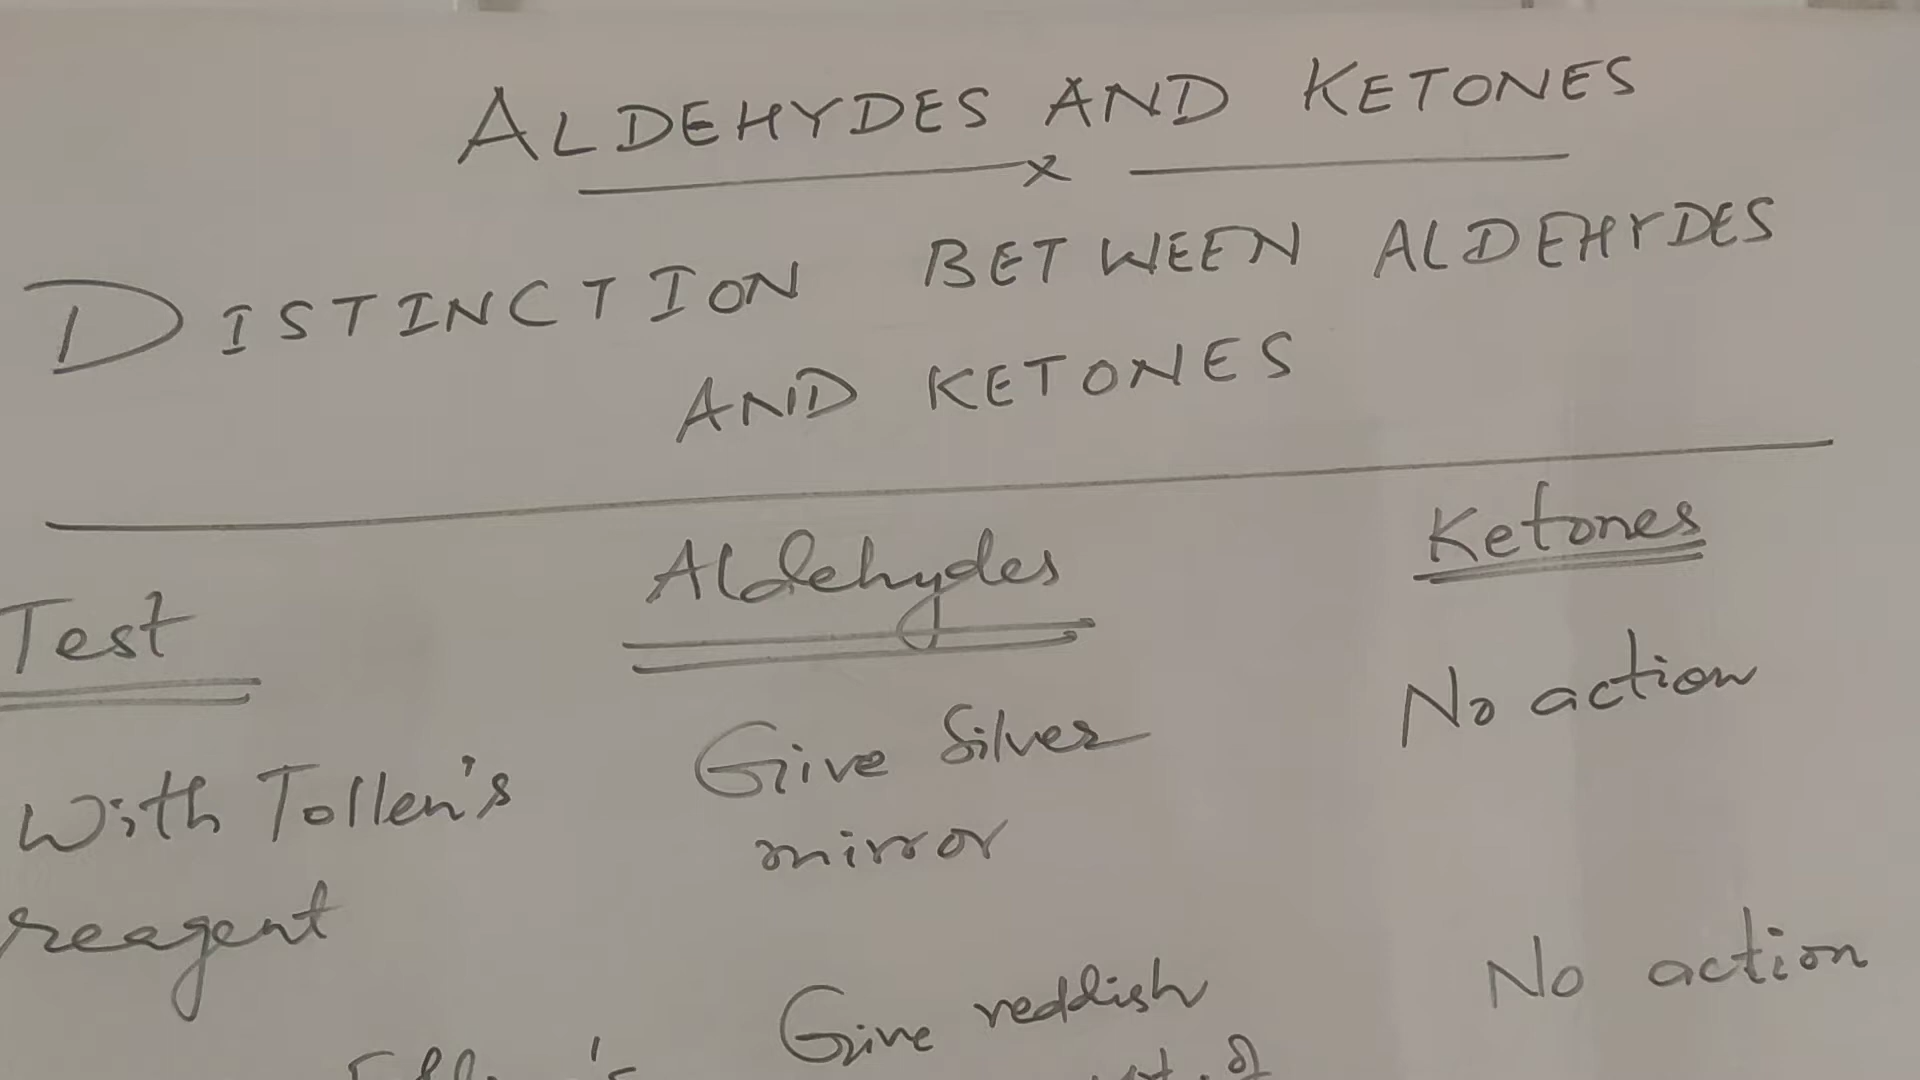 ALDEHYDES AND KETONES
x
DISTINCTION BETWEEN ALDEHYDES
AND KETONES
Test Aldehydes Ketones
With Tollen's Give Silver No action
reagent mirror
Give reddish No action